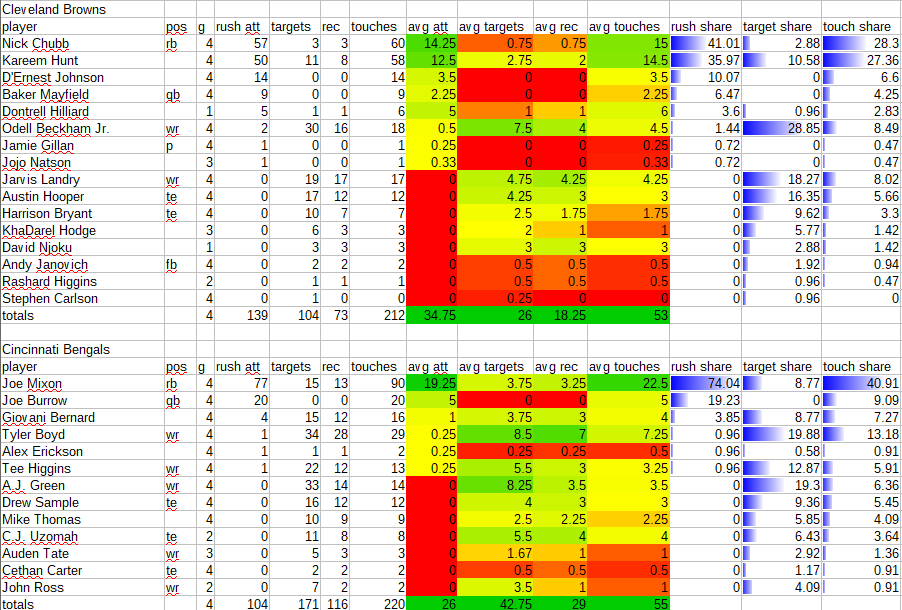 Cleveland Browns
player pos g rush att targets rec touches avg att avg targets avg rec avg touches rush share target share touch share
Nick Chubb rb 4 57 3 3 60 14.25 0.75 0.75 15 41.01 2.88 28.3
Kareem Hunt 4 50 11 8 58 12.5 2.75 2 14.5 35.97 10.58 27.36
D'Ernest Johnson 4 14 0 0 14 3.5 0 0 3.5 10.07 0 6.6
Baker Mayfield qb 4 9 0 0 9 2.25 0 0 2.25 6.47 0 4.25
Dontrell Hilliard 1 5 1 1 6 5 1 1 6 3.6 0.96 2.83
Odell Beckham Jr. wr 4 2 30 16 18 0.5 7.5 4 4.5 1.44 28.85 8.49
Jamie Gillan p 4 1 0 0 1 0.25 0 0 0.25 0.72 0 0.47
Jojo Natson 3 1 0 0 1 0.33 0 0 0.33 0.72 0 0.47
Jarvis Landry wr 4 0 19 17 17 0 4.75 4.25 4.25 0 18.27 8.02
Austin Hooper te 4 0 17 12 12 0 4.25 3 3 0 16.35 5.66
Harrison Bryant te 4 0 10 7 7 0 2.5 1.75 1.75 0 9.62 3.3
KhaDarel Hodge 3 0 6 3 3 0 2 1 1 0 5.77 1.42
David Njoku 1 0 3 3 3 0 3 3 3 0 2.88 1.42
Andy Janovich fb 4 0 2 2 2 0 0.5 0.5 0.5 0 1.92 0.94
Rashard Higgins 2 0 1 1 1 0 0.5 0.5 0.5 0 0.96 0.47
Stephen Carlson 4 0 1 0 0 0 0.25 0 0 0 0.96 0
totals 4 139 104 73 212 34.75 26 18.25 53
Cincinnati Bengals
player pos g rush att targets rec touches avg att avg targets avg rec avg touches rush share target share touch share
Joe Mixon rb 4 77 15 13 90 19.25 3.75 3.25 22.5 74.04 8.77 40.91
Joe Burrow qb 4 20 0 0 20 5 0 0 5 19.23 0 9.09
Giovani Bernard 4 4 15 12 16 1 3.75 3 4 3.85 8.77 7.27
Tyler Boyd wr 4 1 34 28 29 0.25 8.5 7 7.25 0.96 19.88 13.18
Alex Erickson 4 1 1 1 2 0.25 0.25 0.25 0.5 0.96 0.58 0.91
Tee Higgins wr 4 1 22 12 13 0.25 5.5 3 3.25 0.96 12.87 5.91
A.J. Green wr 4 0 33 14 14 0 8.25 3.5 3.5 0 19.3 6.36
Drew Sample te 4 0 16 12 12 0 4 3 3 0 9.36 5.45
Mike Thomas 4 0 10 9 9 0 2.5 2.25 2.25 0 5.85 4.09
C.J. Uzomah te 2 0 11 8 8 0 5.5 4 4 0 6.43 3.64
Auden Tate wr 3 0 5 3 3 0 1.67 1 1 0 2.92 1.36
Cethan Carter te 4 0 2 2 2 0 0.5 0.5 0.5 0 1.17 0.91
John Ross wr 2 0 7 2 2 0 3.5 1 1 0 4.09 0.91
totals 4 104 171 116 220 26 42.75 29 55